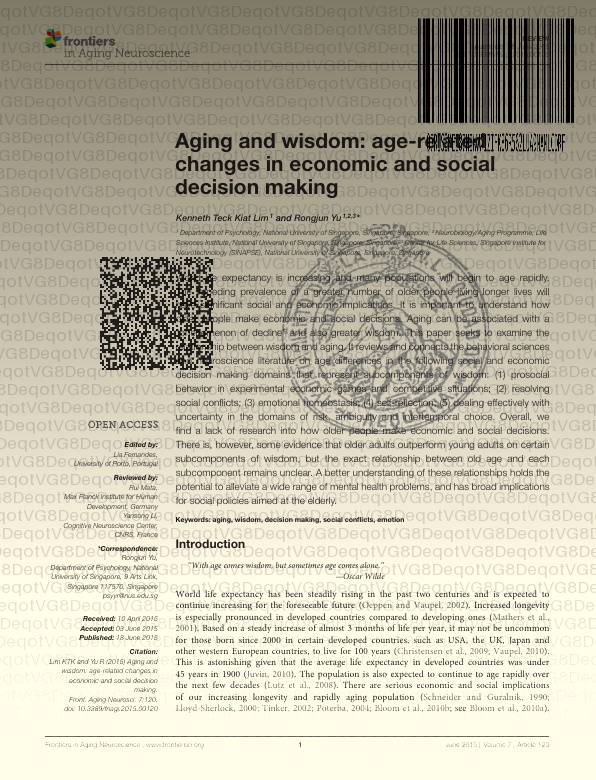 frontiers
in Aging Neuroscience
REVIEW
Aging and wisdom: age-related
changes in economic and social
decision making
Kenneth Teck Kiat Lim 1 and Rongjun Yu 1,2,3*
1 Department of Psychology, National University of Singapore, Singapore, Singapore, 2 Neurobiology/Aging Programme, Life
Sciences Institute, National University of Singapore, Singapore, Singapore, 3 for Life Sciences, Singapore Institute for
Neurotechnology (SINAPSE), National University of Singapore, Singapore, Singapore
expectancy is increasing and many populations will begin to age rapidly.
prevalence of a greater number of older people living longer lives will
significant social and economic implications. It is important to understand how
people make economic and social decisions. Aging can be associated with a
"phenomenon of decline" and also greater wisdom. This paper seeks to examine the
relationship between wisdom and aging. It reviews and connects the behavioral sciences
neuroscience literature on age differences in the following social and economic
decision making domains that represent subcomponents of wisdom: (1) prosocial
behavior in experimental economic games and competitive situations; (2) resolving
social conflicts; (3) emotional homeostasis; (4) self-reflection; (5) dealing effectively with
uncertainty in the domains of risk, ambiguity and intertemporal choice. Overall, we
find a lack of research into how older people make economic and social decisions.
There is, however, some evidence that older adults outperform young adults on certain
subcomponents of wisdom, but the exact relationship between old age and each
subcomponent remains unclear. A better understanding of these relationships holds the
potential to alleviate a wide range of mental health problems, and has broad implications
for social policies aimed at the elderly.
Keywords: aging, wisdom, decision making, social conflicts, emotion
OPEN ACCESS
Edited by:
Lia Fernandes,
University of Porto, Portugal
Reviewed by:
Rui Mata,
Max Planck Institute for Human
Development, Germany
Yansong Li,
Cognitive Neuroscience Center,
CNRS, France
*Correspondence:
Rongjun Yu,
Department of Psychology, National
University of Singapore, 9 Arts Link,
Singapore 117570, Singapore
psyyr@nus.edu.sg
Received: 10 April 2015
Accepted: 03 June 2015
Published: 18 June 2015
Citation:
Lim KTK and Yu R (2015) Aging and
wisdom: age-related changes in
economic and social decision
making.
Front. Aging Neurosci. 7:120.
doi: 10.3389/fnagi.2015.00120
Introduction
"With age comes wisdom, but sometimes age comes alone."
—Oscar Wilde
World life expectancy has been steadily rising in the past two centuries and is expected to
continue increasing for the foreseeable future (Oeppen and Vaupel, 2002). Increased longevity
is especially pronounced in developed countries compared to developing ones (Mathers et al.,
2001). Based on a steady increase of almost 3 months of life per year, it may not be uncommon
for those born since 2000 in certain developed countries, such as USA, the UK, Japan and
other western European countries, to live for 100 years (Christensen et al., 2009; Vaupel, 2010).
This is astonishing given that the average life expectancy in developed countries was under
45 years in 1900 (Juvin, 2010). The population is also expected to continue to age rapidly over
the next few decades (Lutz et al., 2008). There are serious economic and social implications
of our increasing longevity and rapidly aging population (Schneider and Guralnik, 1990;
Lloyd-Sherlock, 2000; Tinker, 2002; Poterba, 2004; Bloom et al., 2010b; see Bloom et al., 2010a).
Frontiers in Aging Neuroscience | www.frontiersin.org
1
June 2015 | Volume 7 | Article 120